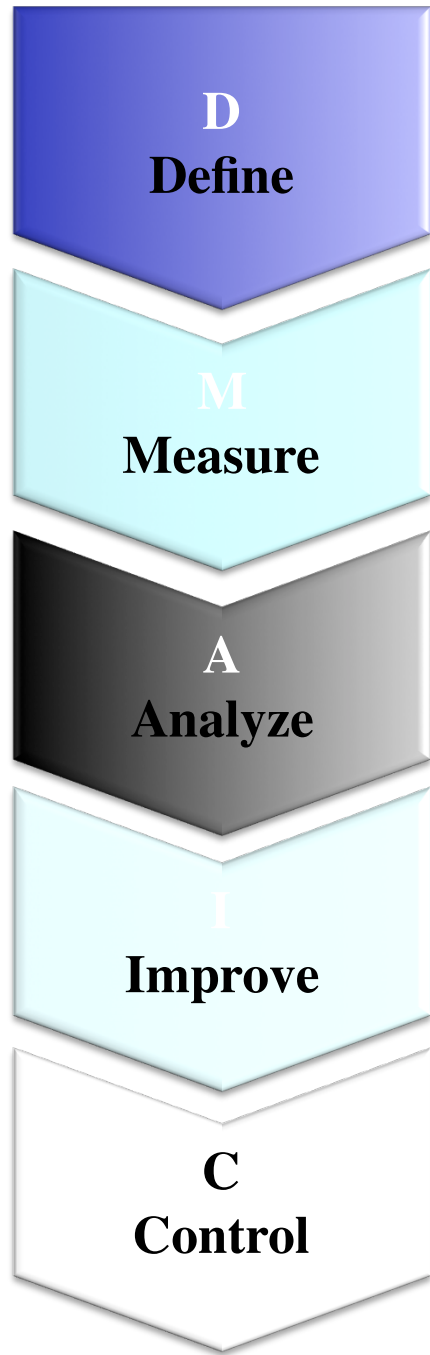 D
Define
M
Measure
A
Analyze
I
Improve
C
Control